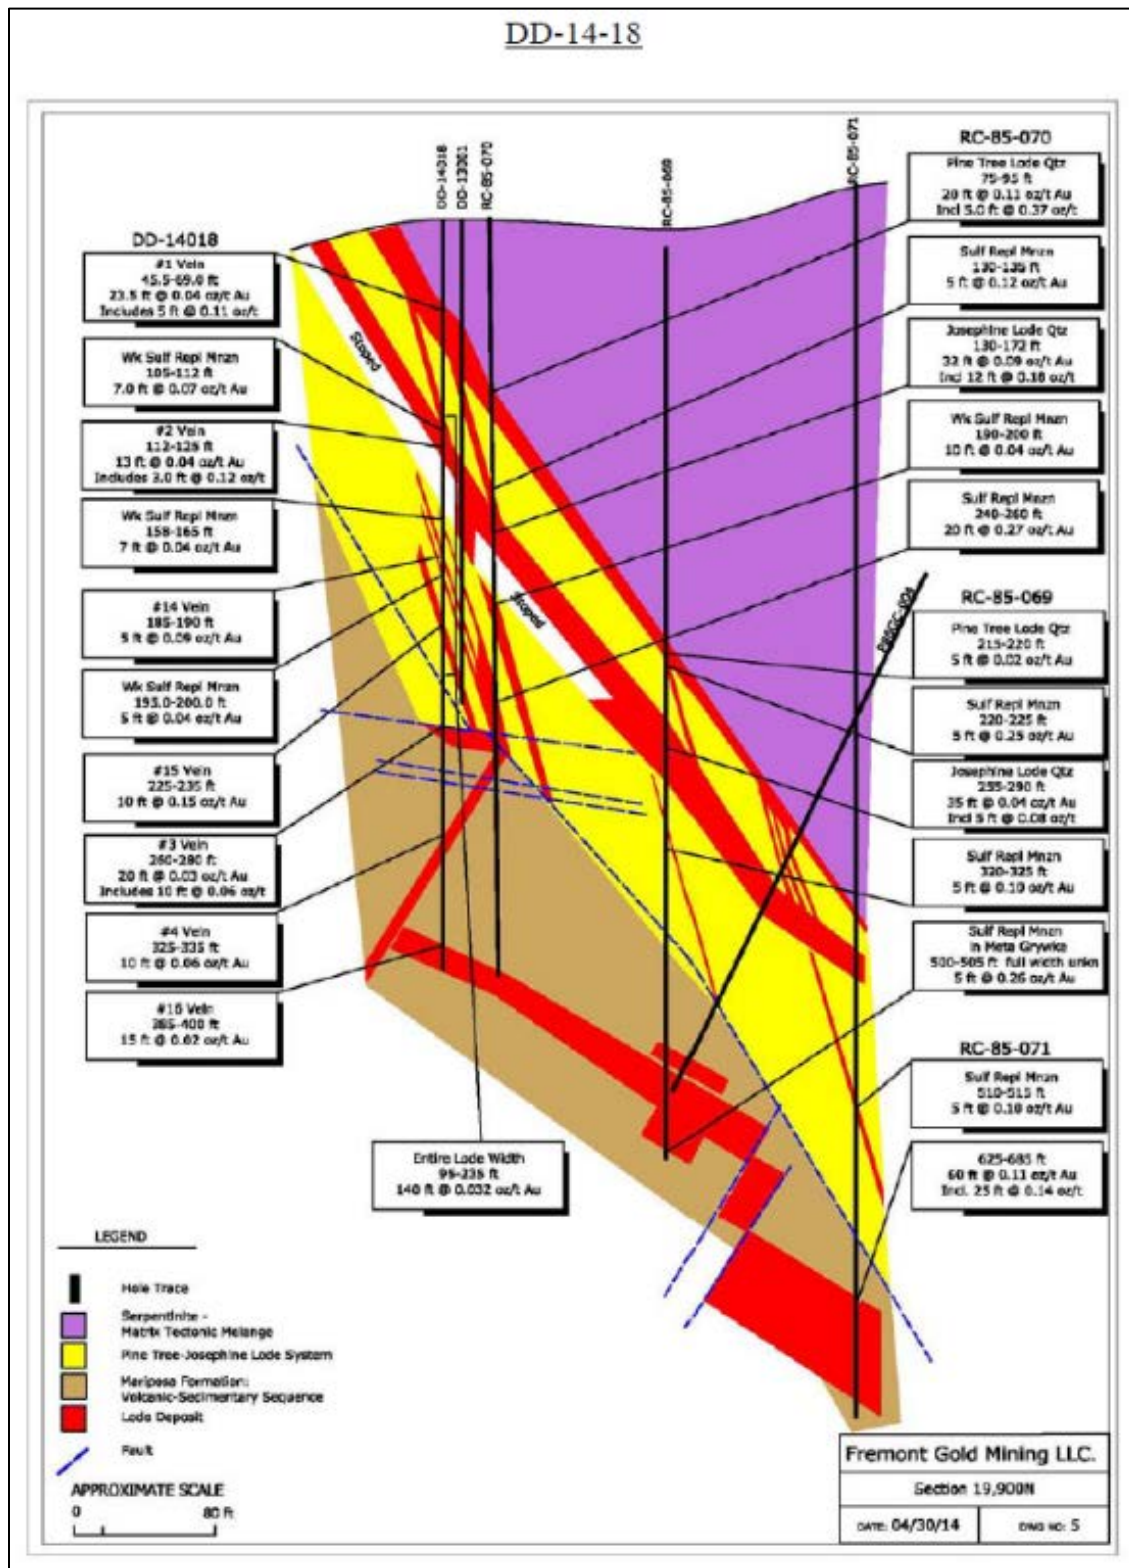 DD-14-18
DD-14018
DD-13001
RC-85-070
RC-85-069
RC-85-071
DD-14018
#1 Vein
45.5-69.0 ft
23.5 ft @ 0.04 oz/t Au
Includes 5 ft @ 0.11 oz/t
Wk Sulf Repl Mnzn
105-112 ft
7.0 ft @ 0.07 oz/t Au
#2 Vein
112-125 ft
13 ft @ 0.04 oz/t Au
Includes 3.0 ft @ 0.12 oz/t
Wk Sulf Repl Mnzn
158-165 ft
7 ft @ 0.04 oz/t Au
#14 Vein
185-190 ft
5 ft @ 0.09 oz/t Au
Wk Sulf Repl Mnzn
195.0-200.0 ft
5 ft @ 0.04 oz/t Au
#15 Vein
225-235 ft
10 ft @ 0.15 oz/t Au
#3 Vein
260-280 ft
20 ft @ 0.03 oz/t Au
Includes 10 ft @ 0.06 oz/t
#4 Vein
325-335 ft
10 ft @ 0.06 oz/t Au
#16 Vein
385-400 ft
15 ft @ 0.02 oz/t Au
Stoped
Stoped
Entire Lode Width
95-235 ft
140 ft @ 0.032 oz/t Au
RC-85-070
Pine Tree Lode Qtz
75-95 ft
20 ft @ 0.11 oz/t Au
Incl 5.0 ft @ 0.37 oz/t
Sulf Repl Mnzn
130-135 ft
5 ft @ 0.12 oz/t Au
Josephine Lode Qtz
130-172 ft
32 ft @ 0.09 oz/t Au
Incl 12 ft @ 0.18 oz/t
Wk Sulf Repl Mnzn
190-200 ft
10 ft @ 0.04 oz/t Au
Sulf Repl Mnzn
240-260 ft
20 ft @ 0.27 oz/t Au
RC-85-069
Pine Tree Lode Qtz
215-220 ft
5 ft @ 0.02 oz/t Au
Sulf Repl Mnzn
220-225 ft
5 ft @ 0.25 oz/t Au
Josephine Lode Qtz
255-290 ft
35 ft @ 0.04 oz/t Au
Incl 5 ft @ 0.08 oz/t
Sulf Repl Mnzn
320-325 ft
5 ft @ 0.10 oz/t Au
Sulf Repl Mnzn
in Meta Grywke
500-505 ft full width unkn
5 ft @ 0.26 oz/t Au
RC-85-071
Sulf Repl Mnzn
510-515 ft
5 ft @ 0.10 oz/t Au
625-685 ft
60 ft @ 0.11 oz/t Au
Incl. 25 ft @ 0.14 oz/t
LEGEND
Hole Trace
Serpentinite -
Matrix Tectonic Melange
Pine Tree-Josephine Lode System
Mariposa Formation:
Volcanic-Sedimentary Sequence
Lode Deposit
Fault
APPROXIMATE SCALE
0 80 ft
Fremont Gold Mining LLC.
Section 19,900N
DATE: 04/30/14
DWG NO: 5